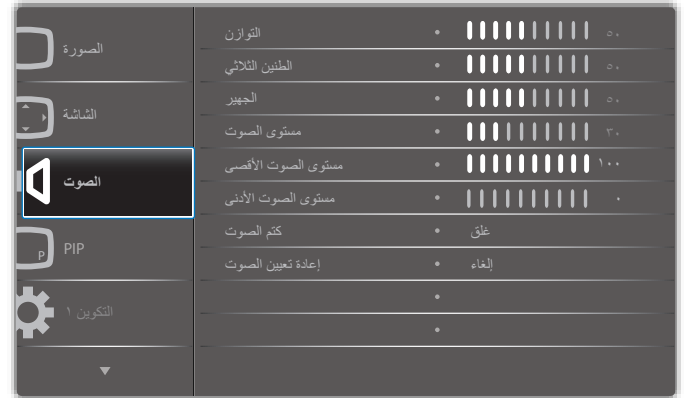 الصورة
الشاشة
الصوت
PIP
P
التكوين ١
التوازن • ٥٠
الطنين الثلاثي • ٥٠
الجهير • ٥٠
مستوى الصوت • ٣٠
مستوى الصوت الأقصى • ١٠٠
مستوى الصوت الأدنى • ٠
كتم الصوت • غلق
إعادة تعيين الصوت • إلغاء
•
•